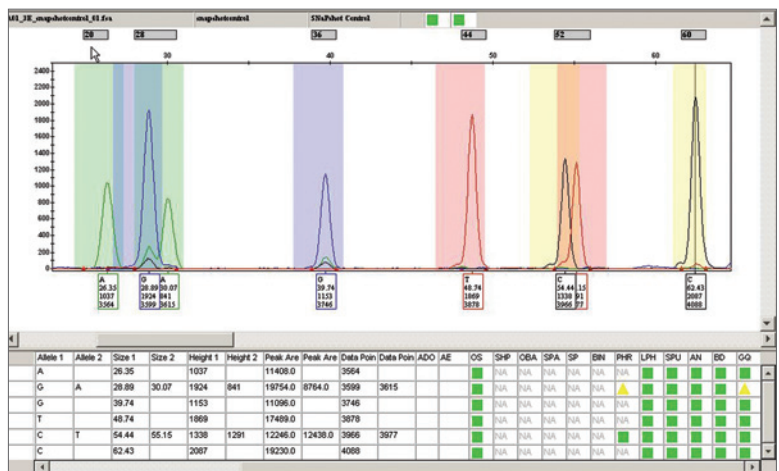 A01_3E_snapshotcontrol_01.fsa snapshotcontrol SNaPshot Control
20 28 36 44 52 60
30 40 50 60
2400
2100
1800
1600
1400
1200
1000
800
600
400
200
0
A G A G T C C
26.35 28.89 30.07 39.74 48.74 54.44 .15 62.43
1037 1924 841 1153 1869 1338 91 2087
3564 3599 3615 3746 3878 3966 77 4088
Allele 1 Allele 2 Size 1 Size 2 Height 1 Height 2 Peak Are Peak Are Data Poin Data Poin ADO AE OS SHP OBA SPA SP BIN PHR LPH SPU AN BD GQ
A 26.35 1037 11408.0 3564 NA NA NA NA NA NA
G A 28.89 30.07 1924 841 19754.0 8764.0 3599 3615 NA NA NA NA NA
G 39.74 1153 11096.0 3746 NA NA NA NA NA NA
T 48.74 1869 17489.0 3878 NA NA NA NA NA NA
C T 54.44 55.15 1338 1291 12246.0 12438.0 3966 3977 NA NA NA NA NA
C 62.43 2087 19230.0 4088 NA NA NA NA NA NA